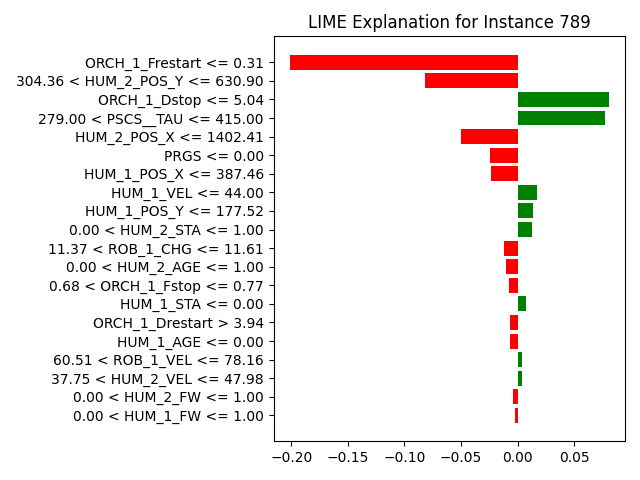 LIME Explanation for Instance 789
ORCH_1_Frestart <= 0.31
304.36 < HUM_2_POS_Y <= 630.90
ORCH_1_Dstop <= 5.04
279.00 < PSCS__TAU <= 415.00
HUM_2_POS_X <= 1402.41
PRGS <= 0.00
HUM_1_POS_X <= 387.46
HUM_1_VEL <= 44.00
HUM_1_POS_Y <= 177.52
0.00 < HUM_2_STA <= 1.00
11.37 < ROB_1_CHG <= 11.61
0.00 < HUM_2_AGE <= 1.00
0.68 < ORCH_1_Fstop <= 0.77
HUM_1_STA <= 0.00
ORCH_1_Drestart > 3.94
HUM_1_AGE <= 0.00
60.51 < ROB_1_VEL <= 78.16
37.75 < HUM_2_VEL <= 47.98
0.00 < HUM_2_FW <= 1.00
0.00 < HUM_1_FW <= 1.00
−0.20 −0.15 −0.10 −0.05 0.00 0.05